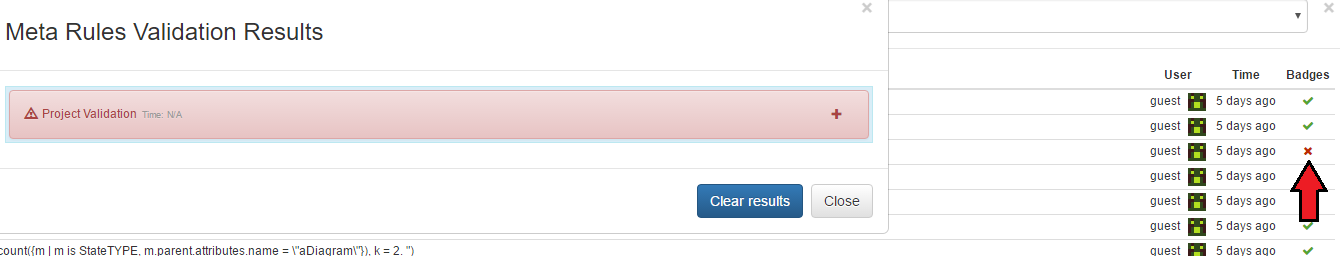 Meta Rules Validation Results
Project Validation Time: N/A
Clear results Close
User Time Badges
guest 5 days ago
guest 5 days ago
guest 5 days ago
guest 5 days ago
guest 5 days ago
guest 5 days ago
count({m | m is StateTYPE, m.parent.attributes.name = \"aDiagram\"}), k = 2. ") guest 5 days ago